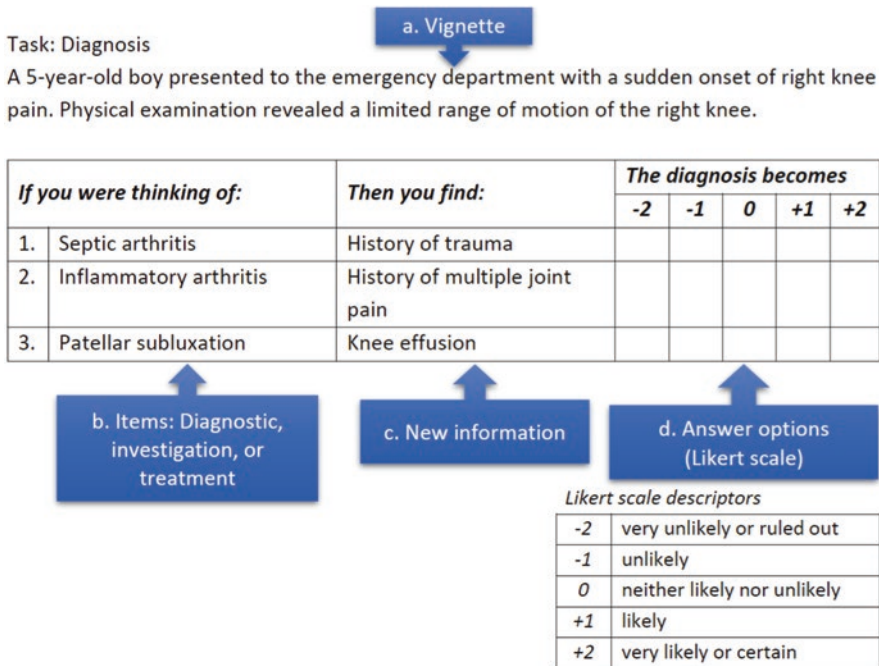 a. Vignette
Task: Diagnosis
A 5-year-old boy presented to the emergency department with a sudden onset of right knee
pain. Physical examination revealed a limited range of motion of the right knee.
If you were thinking of:
Then you find:
The diagnosis becomes
-2 -1 0 +1 +2
1. Septic arthritis History of trauma
2. Inflammatory arthritis History of multiple joint
pain
3. Patellar subluxation Knee effusion
b. Items: Diagnostic,
investigation, or
treatment
c. New information
d. Answer options
(Likert scale)
Likert scale descriptors
-2 very unlikely or ruled out
-1 unlikely
0 neither likely nor unlikely
+1 likely
+2 very likely or certain